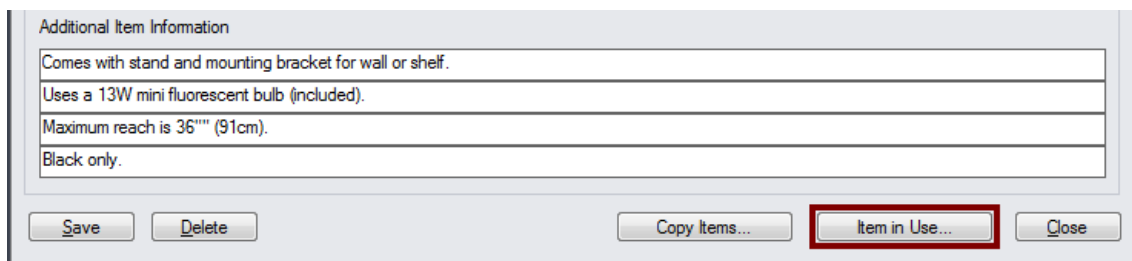 Additional Item Information
Comes with stand and mounting bracket for wall or shelf.
Uses a 13W mini fluorescent bulb (included).
Maximum reach is 36"" (91cm).
Black only.
Save Delete Copy Items... Item in Use... Close